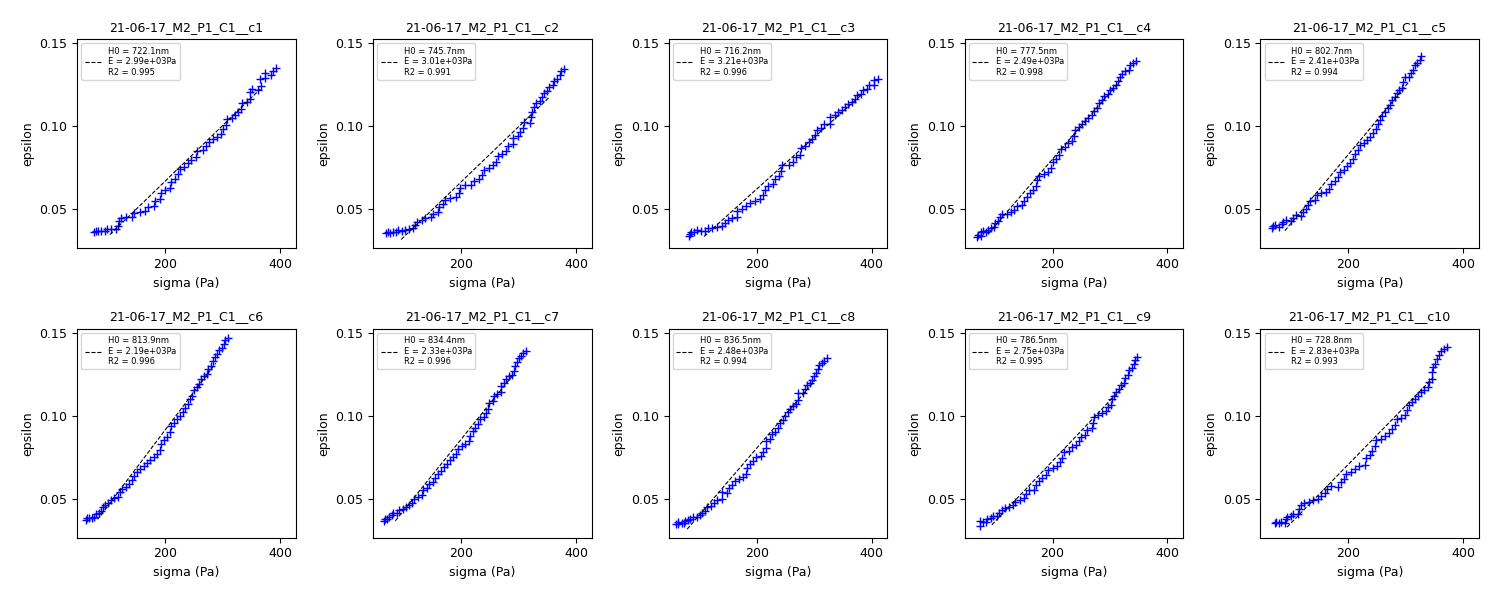 21-06-17_M2_P1_C1__c1
H0 = 722.1nm
E = 2.99e+03Pa
R2 = 0.995
0.15
0.10
0.05
epsilon
200
400
sigma (Pa)
21-06-17_M2_P1_C1__c2
H0 = 745.7nm
E = 3.01e+03Pa
R2 = 0.991
0.15
0.10
0.05
epsilon
200
400
sigma (Pa)
21-06-17_M2_P1_C1__c3
H0 = 716.2nm
E = 3.21e+03Pa
R2 = 0.996
0.15
0.10
0.05
epsilon
200
400
sigma (Pa)
21-06-17_M2_P1_C1__c4
H0 = 777.5nm
E = 2.49e+03Pa
R2 = 0.998
0.15
0.10
0.05
epsilon
200
400
sigma (Pa)
21-06-17_M2_P1_C1__c5
H0 = 802.7nm
E = 2.41e+03Pa
R2 = 0.994
0.15
0.10
0.05
epsilon
200
400
sigma (Pa)
21-06-17_M2_P1_C1__c6
H0 = 813.9nm
E = 2.19e+03Pa
R2 = 0.996
0.15
0.10
0.05
epsilon
200
400
sigma (Pa)
21-06-17_M2_P1_C1__c7
H0 = 834.4nm
E = 2.33e+03Pa
R2 = 0.996
0.15
0.10
0.05
epsilon
200
400
sigma (Pa)
21-06-17_M2_P1_C1__c8
H0 = 836.5nm
E = 2.48e+03Pa
R2 = 0.994
0.15
0.10
0.05
epsilon
200
400
sigma (Pa)
21-06-17_M2_P1_C1__c9
H0 = 786.5nm
E = 2.75e+03Pa
R2 = 0.995
0.15
0.10
0.05
epsilon
200
400
sigma (Pa)
21-06-17_M2_P1_C1__c10
H0 = 728.8nm
E = 2.83e+03Pa
R2 = 0.993
0.15
0.10
0.05
epsilon
200
400
sigma (Pa)